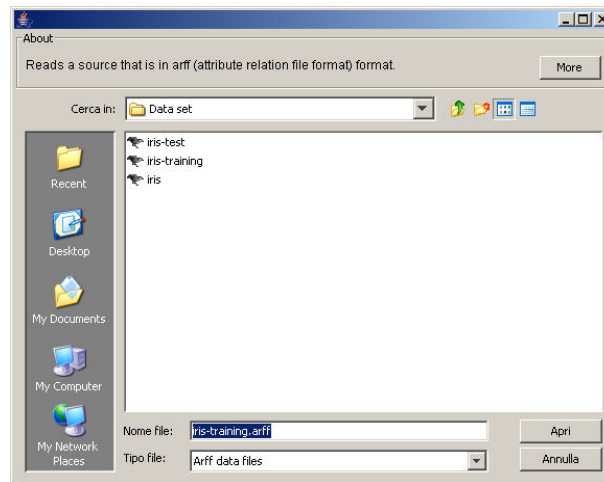 About
Reads a source that is in arff (attribute relation file format) format.
More
Cerca in:
Data set
Recent
Desktop
My Documents
My Computer
My Network
Places
iris-test
iris-training
iris
Nome file:
iris-training.arff
Apri
Tipo file:
Arff data files
Annulla